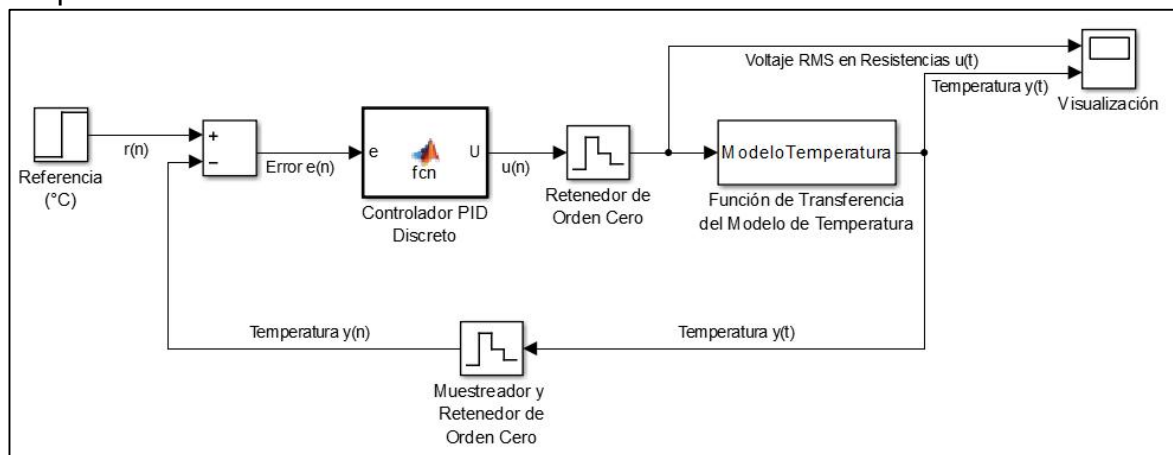 Voltaje RMS en Resistencias u(t)
Temperatura y(t)
Visualización
r(n)
Referencia
(°C)
+
−
Error e(n)
e
fcn
U
Controlador PID
Discreto
u(n)
Retenedor de
Orden Cero
ModeloTemperatura
Función de Transferencia
del Modelo de Temperatura
Temperatura y(n)
Muestreador y
Retenedor de
Orden Cero
Temperatura y(t)